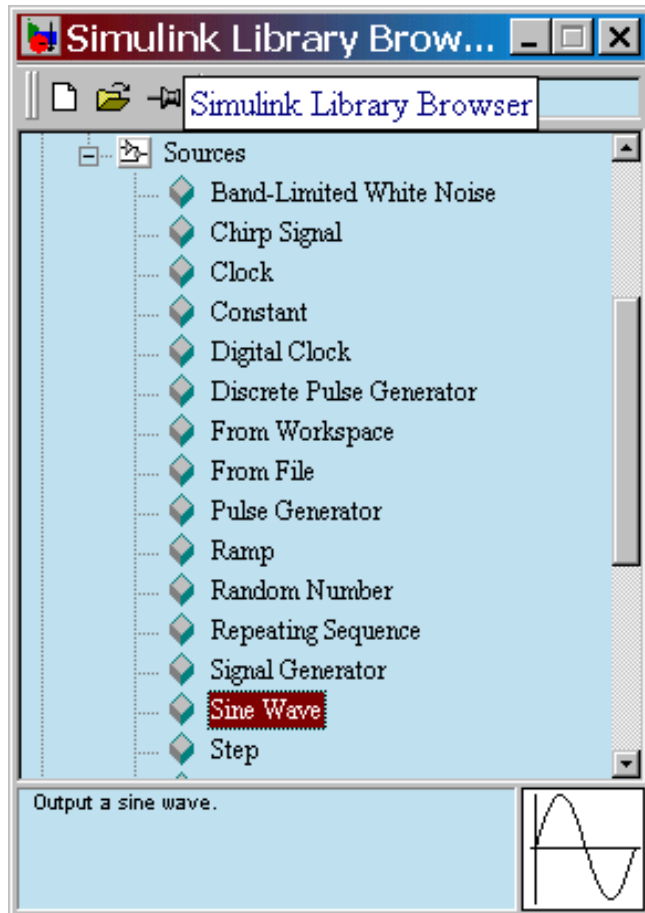 Simulink Library Brow...
Simulink Library Browser
Sources
Band-Limited White Noise
Chirp Signal
Clock
Constant
Digital Clock
Discrete Pulse Generator
From Workspace
From File
Pulse Generator
Ramp
Random Number
Repeating Sequence
Signal Generator
Sine Wave
Step
Output a sine wave.